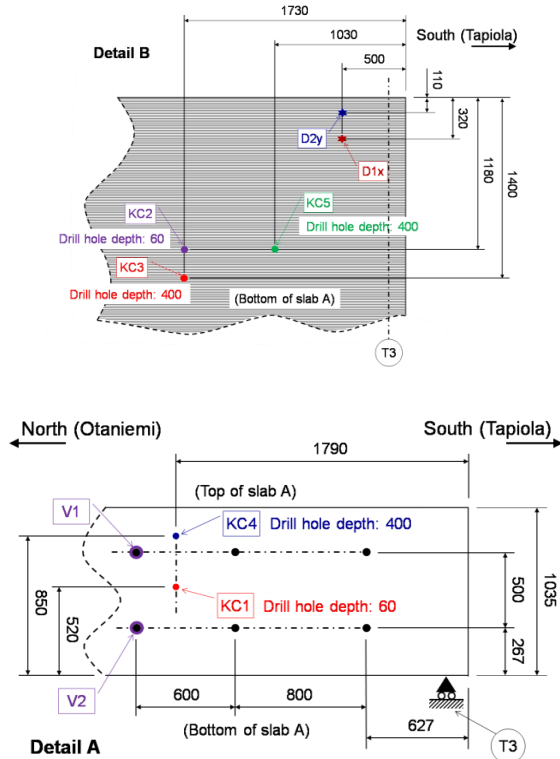 1730
1030
South (Tapiola)
Detail B
500
110
320
D2y
1180
D1x
1400
KC2
KC5
Drill hole depth: 60
Drill hole depth: 400
KC3
Drill hole depth: 400
(Bottom of slab A)
T3
North (Otaniemi)
South (Tapiola)
1790
(Top of slab A)
V1
KC4 Drill hole depth: 400
850
520
KC1 Drill hole depth: 60
500
1035
267
V2
600
800
(Bottom of slab A)
627
Detail A
T3